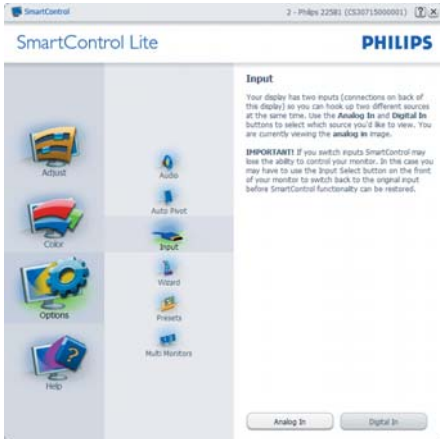 SmartControl
2 - Philips 225B1 (CS30715000001)
SmartControl Lite
PHILIPS
Adjust
Color
Options
Help
Audio
Auto Pivot
Input
Wizard
Presets
Multi Monitors
Input
Your display has two inputs (connections on back of
this display) so you can hook up two different sources
at the same time. Use the Analog In and Digital In
buttons to select which source you'd like to view. You
are currently viewing the analog in image.
IMPORTANT! If you switch inputs SmartControl may
lose the ability to control your monitor. In this case you
may have to use the Input Select button on the front
of your monitor to switch back to the original input
before SmartControl functionality can be restored.
Analog In
Digital In